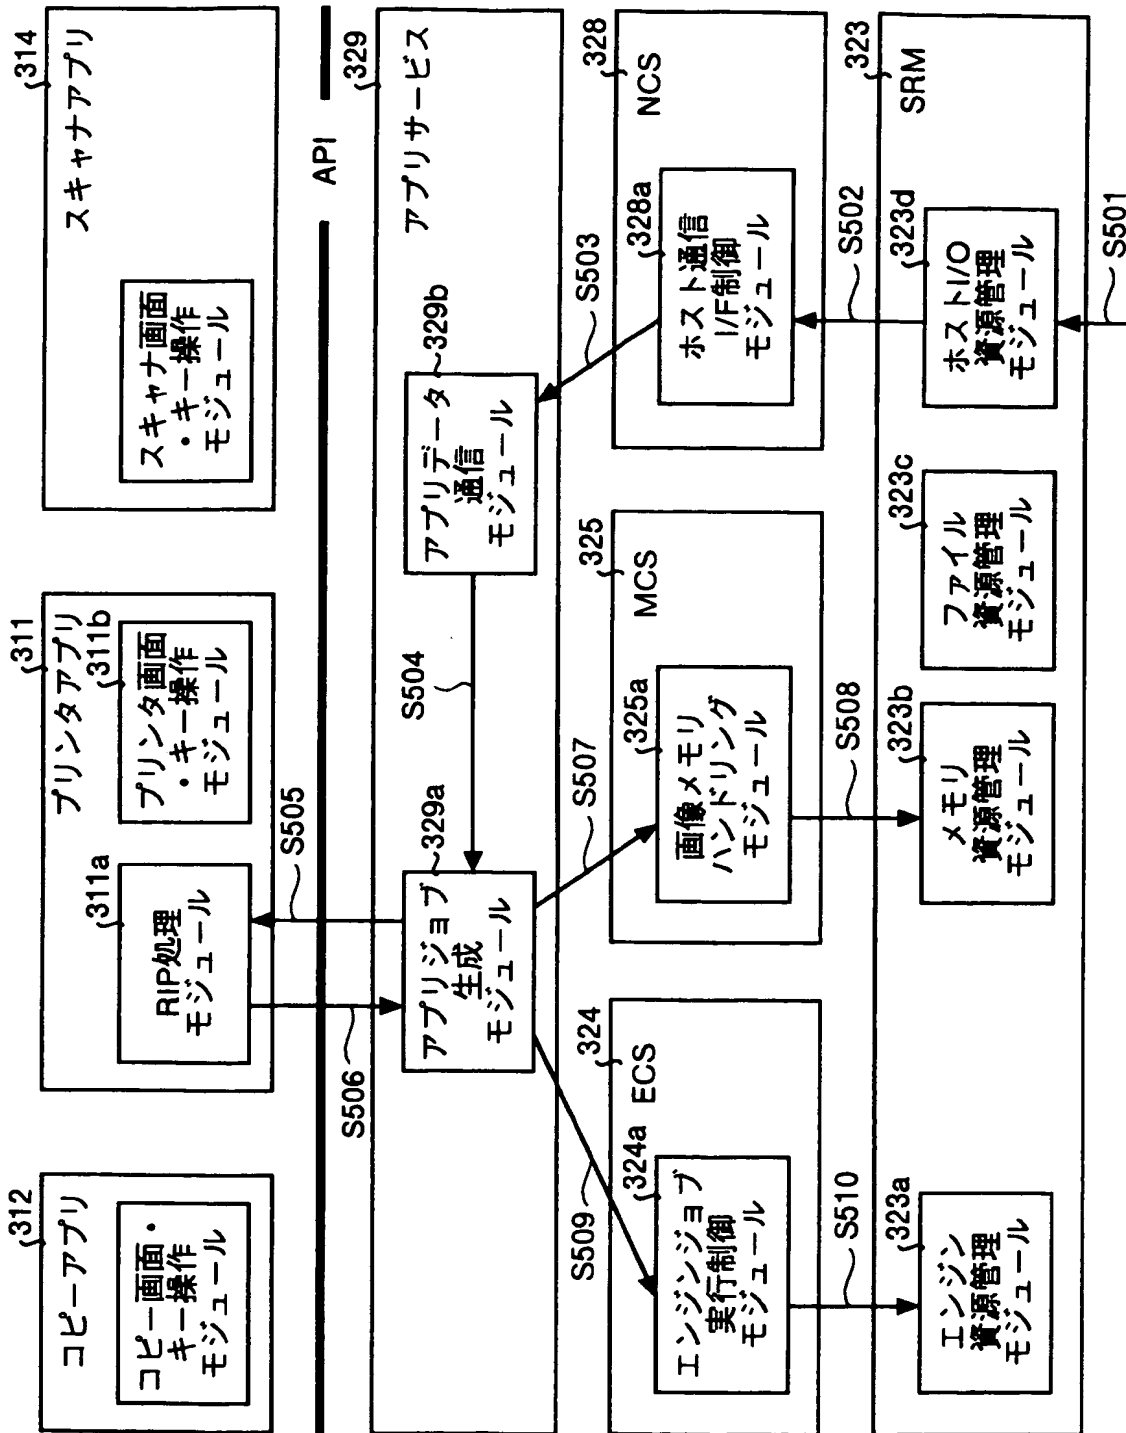 コピーアプリ
312
コピー画面・
キー操作
モジュール
プリンタアプリ
311
RIP処理
モジュール
311a
プリンタ画面
・キー操作
モジュール
311b
スキャナアプリ
314
スキャナ画面
・キー操作
モジュール
API
S506
S505
アプリサービス
329
アプリジョブ
生成
モジュール
329a
S504
アプリデータ
通信
モジュール
329b
S509
S507
S503
ECS
324
エンジンジョブ
実行制御
モジュール
324a
MCS
325
画像メモリ
ハンドリング
モジュール
325a
NCS
328
ホスト通信
I/F制御
モジュール
328a
S510
S508
S502
SRM
323
エンジン
資源管理
モジュール
323a
メモリ
資源管理
モジュール
323b
ファイル
資源管理
モジュール
323c
ホストI/O
資源管理
モジュール
323d
S501